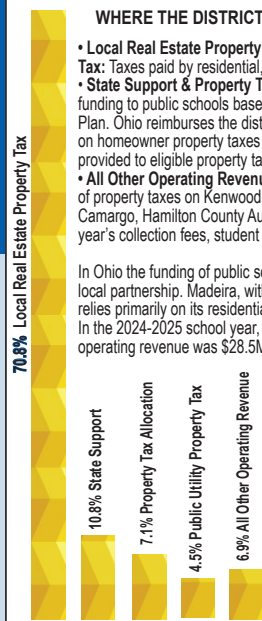 WHERE THE DISTRICT
• Local Real Estate Property
Tax: Taxes paid by residential,
• State Support & Property
funding to public schools base
Plan. Ohio reimburses the dist
on homeowner property taxes
provided to eligible property ta
• All Other Operating Revenu
of property taxes on Kenwood
Camargo, Hamilton County Au
year's collection fees, student
In Ohio the funding of public s
local partnership. Madeira, wit
relies primarily on its residentia
In the 2024-2025 school year,
operating revenue was $28.5M
70.8% Local Real Estate Property Tax
10.8% State Support
7.1% Property Tax Allocation
4.5% Public Utility Property Tax
6.9% All Other Operating Revenue